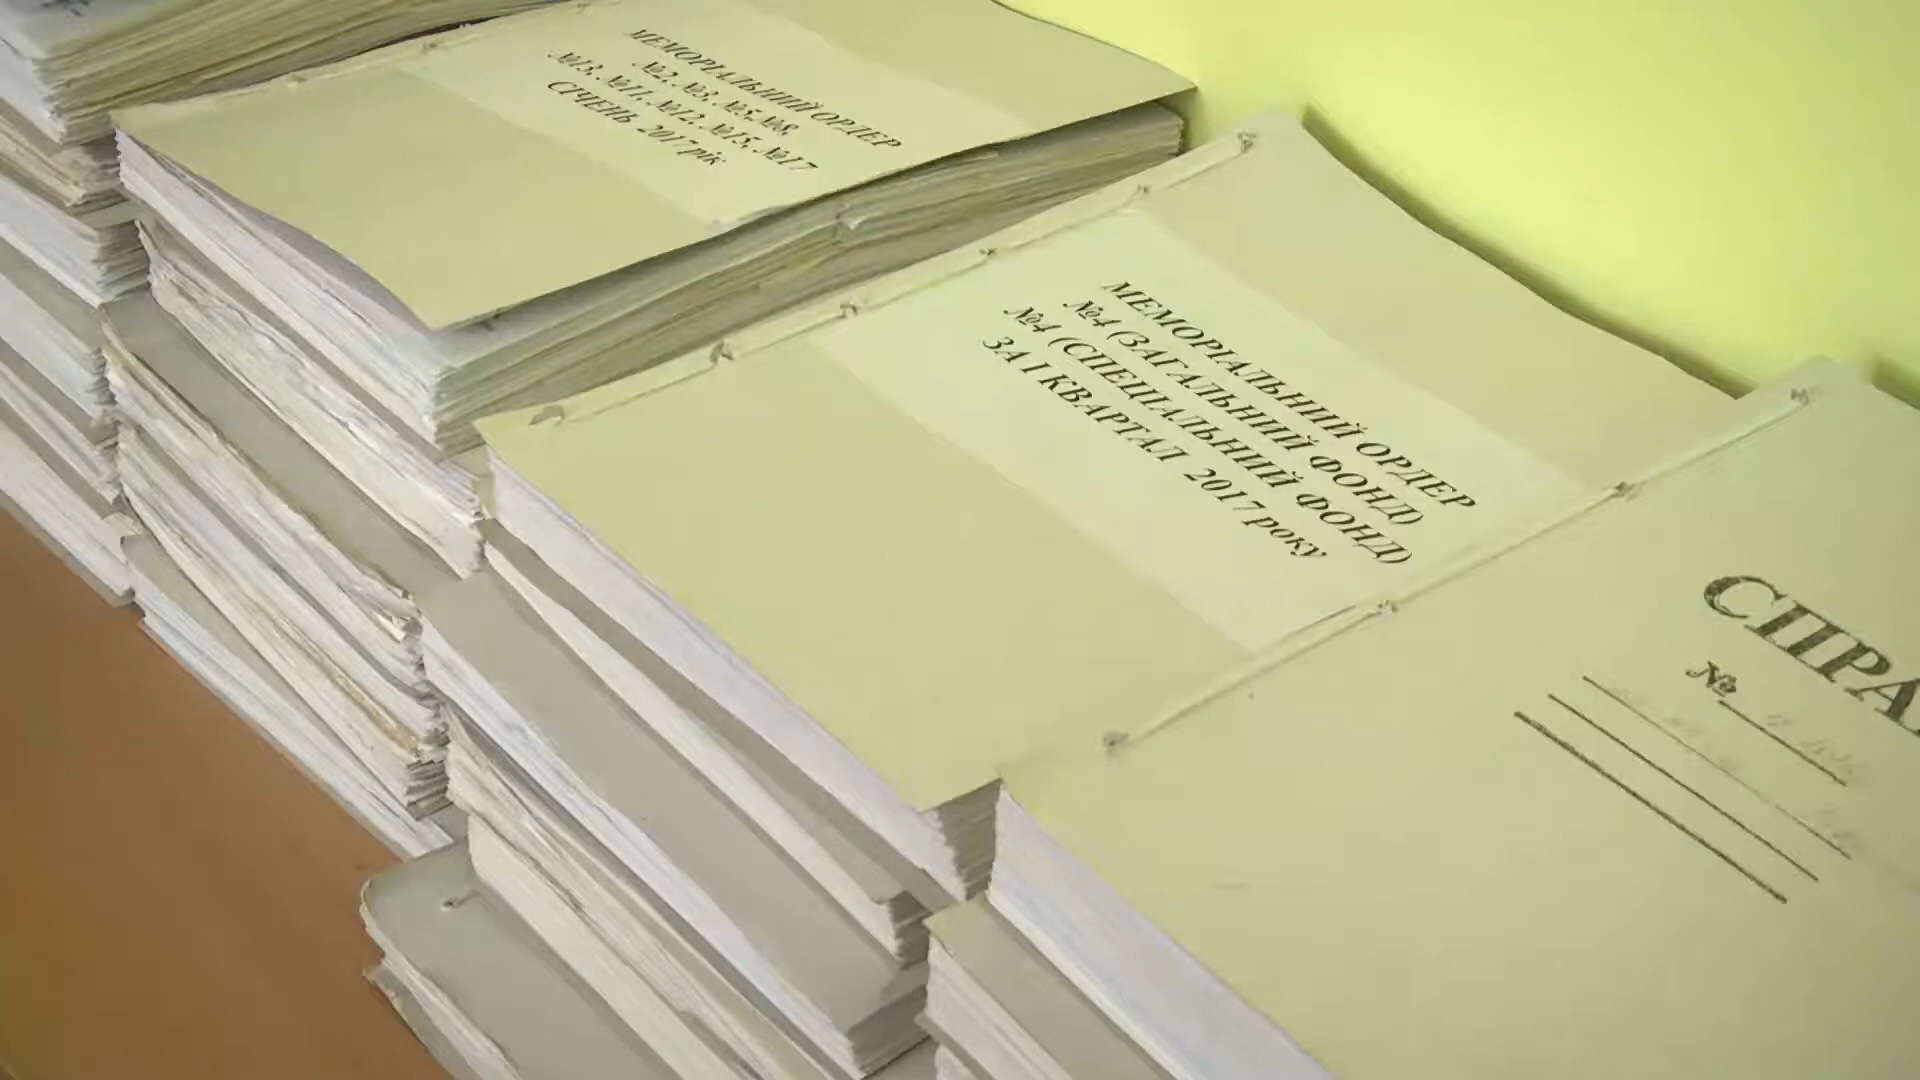 МЕМОРІАЛЬНИЙ ОРДЕР
№2, №3, №5,№8,
№13, №11, №12, №15, №17
СІЧЕНЬ 2017 рік
МЕМОРІАЛЬНИЙ ОРДЕР
№4 (ЗАГАЛЬНИЙ ФОНД)
№4 (СПЕЦІАЛЬНИЙ ФОНД)
ЗА І КВАРТАЛ 2017 року
СПРА
№